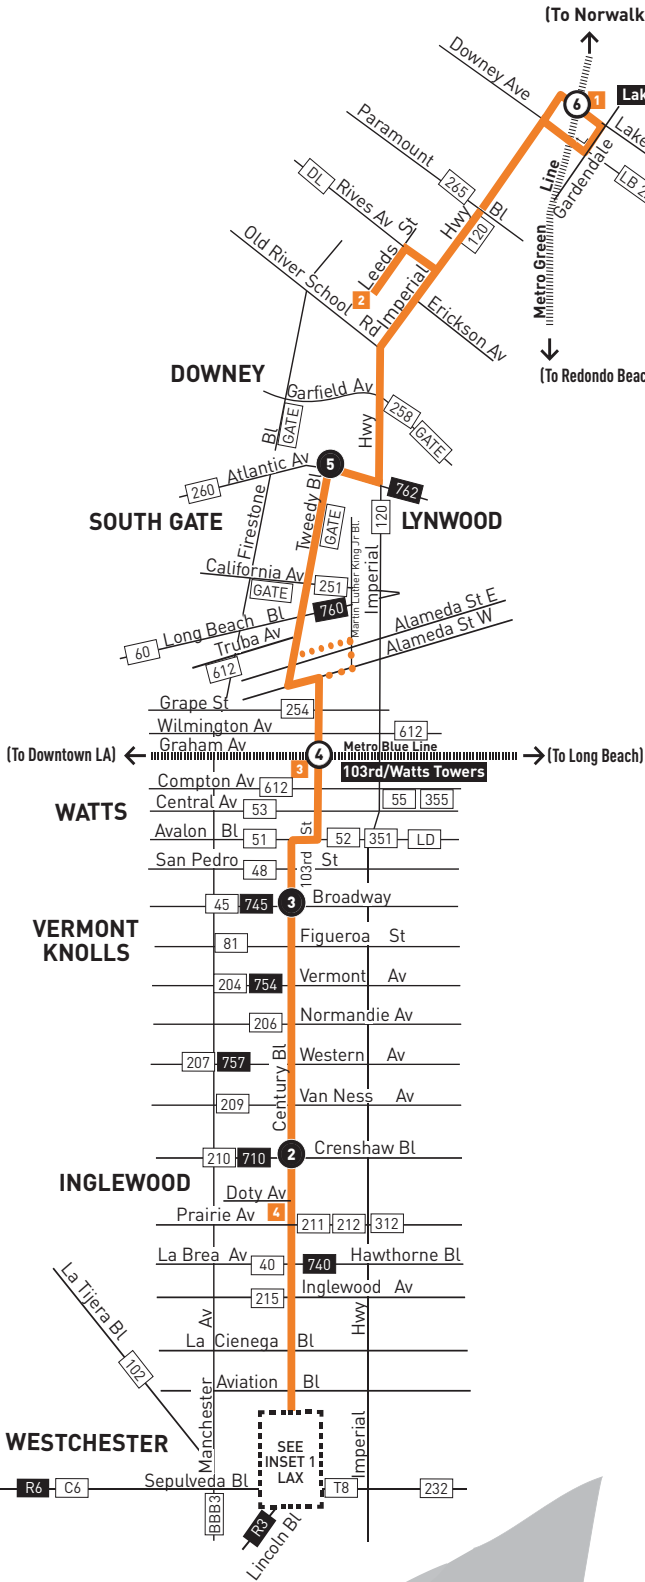 (To Norwalk
Downey Ave
6
1
Lak
Lake
Paramount
Bl
265
DL
Rives Av
Leeds St
Hwy
120
L
Gardendale
LB 2
Metro Green Line
Old River School Rd
2
Imperial
Erickson Av
(To Redondo Beac
DOWNEY
Garfield Av
258
GATE
Bl
GATE
Hwy
Atlantic Av
5
260
762
SOUTH GATE
LYNWOOD
Firestone
Tweedy Bl
GATE
120
Martin Luther King Jr Bl.
Imperial
California Av
GATE
251
Long Beach Bl
760
60
Truba Av
612
Alameda St E
Alameda St W
Grape St
254
Wilmington Av
612
(To Downtown LA)
Graham Av
4
Metro Blue Line
(To Long Beach)
3
103rd/Watts Towers
Compton Av
612
WATTS
Central Av
53
55
355
Avalon Bl
51
103rd St
52
351
LD
San Pedro St
48
45
745
3
Broadway
VERMONT
KNOLLS
81
Figueroa St
204
754
Vermont Av
206
Normandie Av
207
757
Century Bl
Western Av
209
Van Ness Av
210
710
2
Crenshaw Bl
INGLEWOOD
Doty Av
Prairie Av
4
211
212
312
La Brea Av
40
740
Hawthorne Bl
215
Inglewood Av
La Tijera Bl
102
Manchester Av
Imperial Hwy
La Cienega Bl
Aviation Bl
WESTCHESTER
SEE
INSET 1
LAX
R6
C6
Sepulveda Bl
T8
232
BBB3
R3
Lincoln Bl